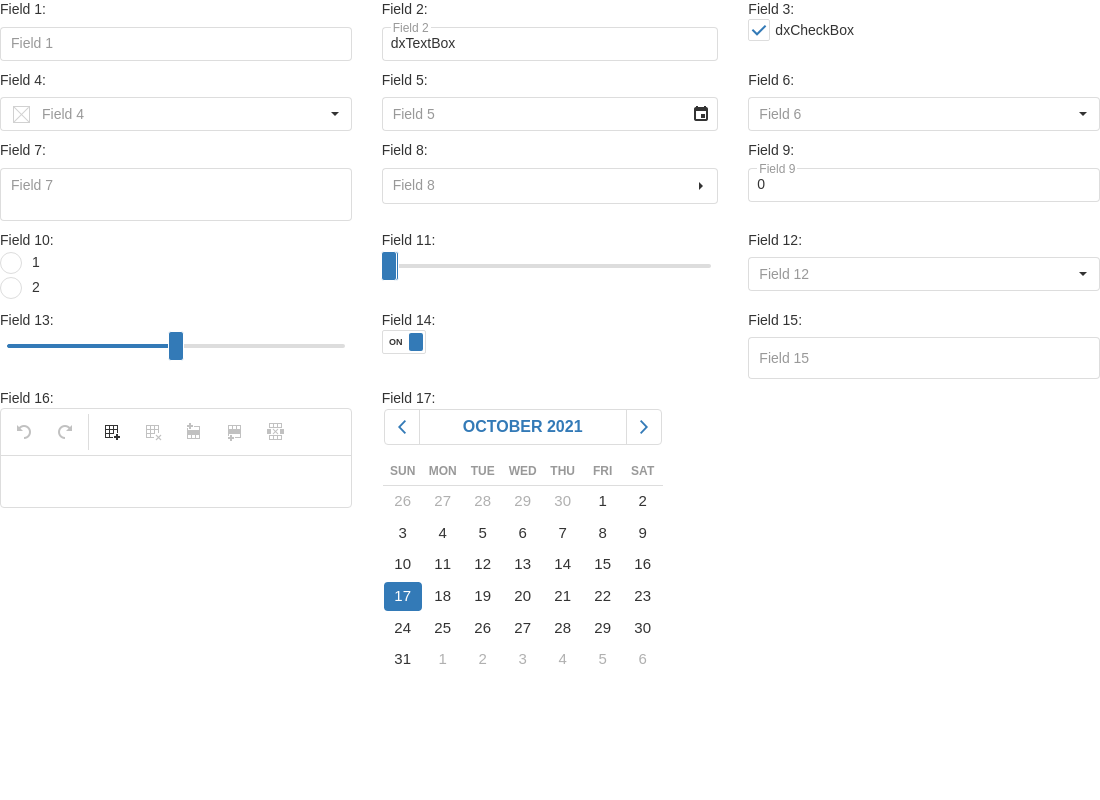 Field 1:
Field 1
Field 2:
Field 2
dxTextBox
Field 3:
dxCheckBox
Field 4:
Field 4
Field 5:
Field 5
Field 6:
Field 6
Field 7:
Field 7
Field 8:
Field 8
Field 9:
Field 9
0
Field 10:
1
2
Field 11:
Field 12:
Field 12
Field 13:
Field 14:
ON
Field 15:
Field 15
Field 16:
Field 17:
OCTOBER 2021
SUN MON TUE WED THU FRI SAT
26 27 28 29 30 1 2
3 4 5 6 7 8 9
10 11 12 13 14 15 16
17 18 19 20 21 22 23
24 25 26 27 28 29 30
31 1 2 3 4 5 6